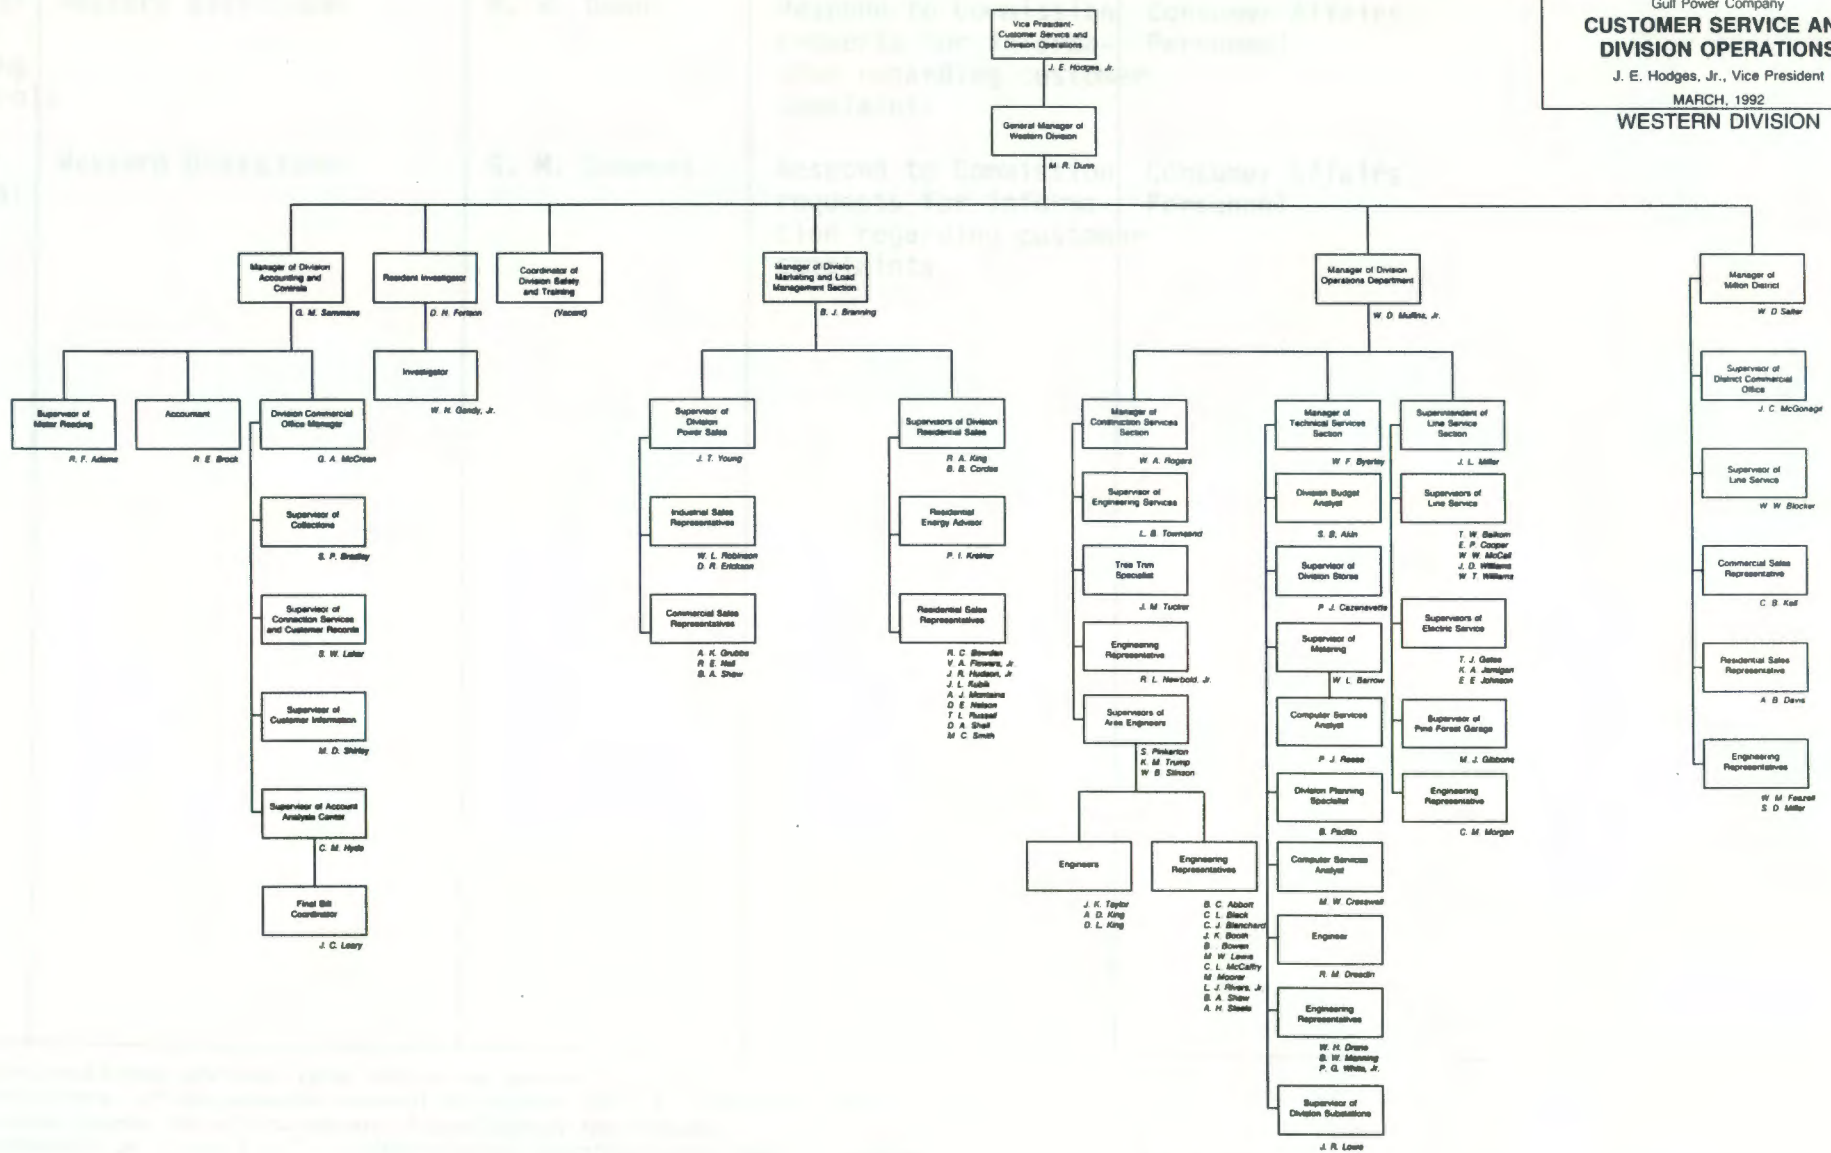 Gulf Power Company
CUSTOMER SERVICE AN
DIVISION OPERATIONS
J. E. Hodges, Jr., Vice President
MARCH, 1992
WESTERN DIVISION
Vice President-
Customer Service and
Division Operations
J. E. Hodges, Jr.
General Manager of
Western Division
M. R. Dunn
Manager of Division
Accounting and
Controls
G. M. Sammons
Resident Investigator
D. H. Fortson
Coordinator of
Division Safety
and Training
(Vacant)
Manager of Division
Marketing and Load
Management Section
B. J. Branning
Manager of Division
Operations Department
W. D. Mullins, Jr.
Manager of
Milton District
W. D Salter
Supervisor of
Meter Reading
R. F. Adams
Accountant
R. E. Brock
Division Commercial
Office Manager
G. A. McCrean
Investigator
W. H. Gandy, Jr.
Supervisor of
Collections
S. P. Bradley
Supervisor of
Connection Services
and Customer Records
S. W. Laker
Supervisor of
Customer Information
M. D. Shirley
Supervisor of Account
Analysis Center
C. M. Hyde
Final Bill
Coordinator
J. C. Leary
Supervisor of
Division
Power Sales
J. T. Young
Industrial Sales
Representatives
W. L. Robinson
D. R. Erickson
Commercial Sales
Representatives
A. K. Grubbs
R. E. Hall
B. A. Shaw
Supervisors of Division
Residential Sales
R. A. King
B. B. Cordes
Residential
Energy Advisor
P. I. Kreiner
Residential Sales
Representatives
R. C. Bowden
V. A. Flowers, Jr.
J. R. Hudson, Jr
J. L. Kubik
A. J. Montains
D. E. Nelson
T. L. Russell
D. A. Shell
M. C. Smith
Manager of
Construction Services
Section
W. A. Rogers
Supervisor of
Engineering Services
L. B. Townsend
Tree Trim
Specialist
J. M. Tucker
Engineering
Representative
R. L. Newbold, Jr.
Supervisors of
Area Engineers
S. Pinkerton
K. M. Trump
W. B. Stinson
Engineers
J. K. Taylor
A. D. King
D. L. King
Engineering
Representatives
B. C. Abbott
C. L. Black
C. J. Blanchard
J. K. Booth
B . Bowen
M. W. Lewis
C. L. McCaffry
M. Moorer
L. J. Rivers, Jr.
B. A. Shaw
A. H. Steele
Manager of
Technical Services
Section
W. F. Byerley
Division Budget
Analyst
S. B. Akin
Supervisor of
Division Stores
P. J. Cazenavette
Supervisor of
Metering
W. L. Barrow
Computer Services
Analyst
P. J. Reese
Division Planning
Specialist
B. Padillo
Computer Services
Analyst
M. W. Cresswell
Engineer
R. M. Dreadin
Engineering
Representatives
W. H. Drane
B. W. Manning
P. G. White, Jr.
Supervisor of
Division Substations
J. R. Lowe
Superintendent of
Line Service
Section
J. L. Miller
Supervisors of
Line Service
T. W. Baikom
E. P. Cooper
W. W. McCall
J. D. Williams
W. T. Williams
Supervisors of
Electric Service
T. J. Gates
K. A. Jernigan
E. E Johnson
Supervisor of
Pine Forest Garage
M. J. Gibbons
Engineering
Representative
C. M. Morgan
Supervisor of
District Commercial
Office
J. C. McGonagil
Supervisor of
Line Service
W. W. Blocker
Commercial Sales
Representative
C. B. Kell
Residential Sales
Representative
A. B. Davis
Engineering
Representatives
W. M. Feazell
S. D. Miller